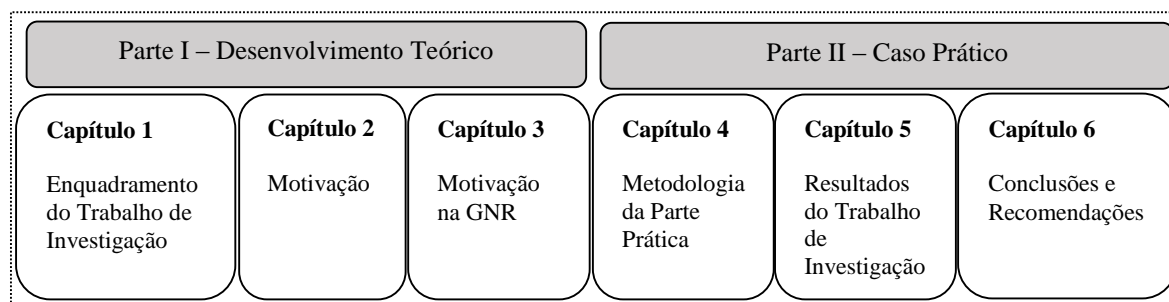 Parte I – Desenvolvimento Teórico
Parte II – Caso Prático
Capítulo 1
Enquadramento
do Trabalho de
Investigação
Capítulo 2
Motivação
Capítulo 3
Motivação
na GNR
Capítulo 4
Metodologia
da Parte
Prática
Capítulo 5
Resultados
do Trabalho
de
Investigação
Capítulo 6
Conclusões e
Recomendações